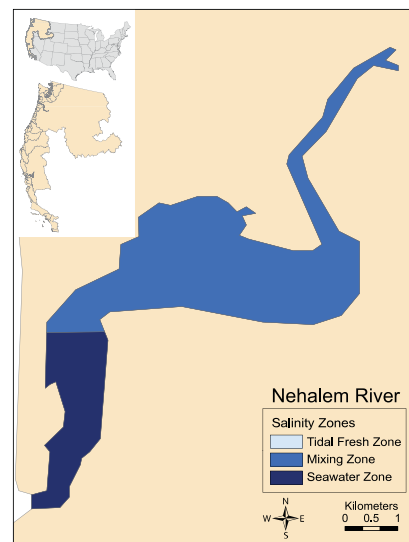 Nehalem River
Salinity Zones
Tidal Fresh Zone
Mixing Zone
Seawater Zone
N
W E
S
Kilometers
0 0.5 1